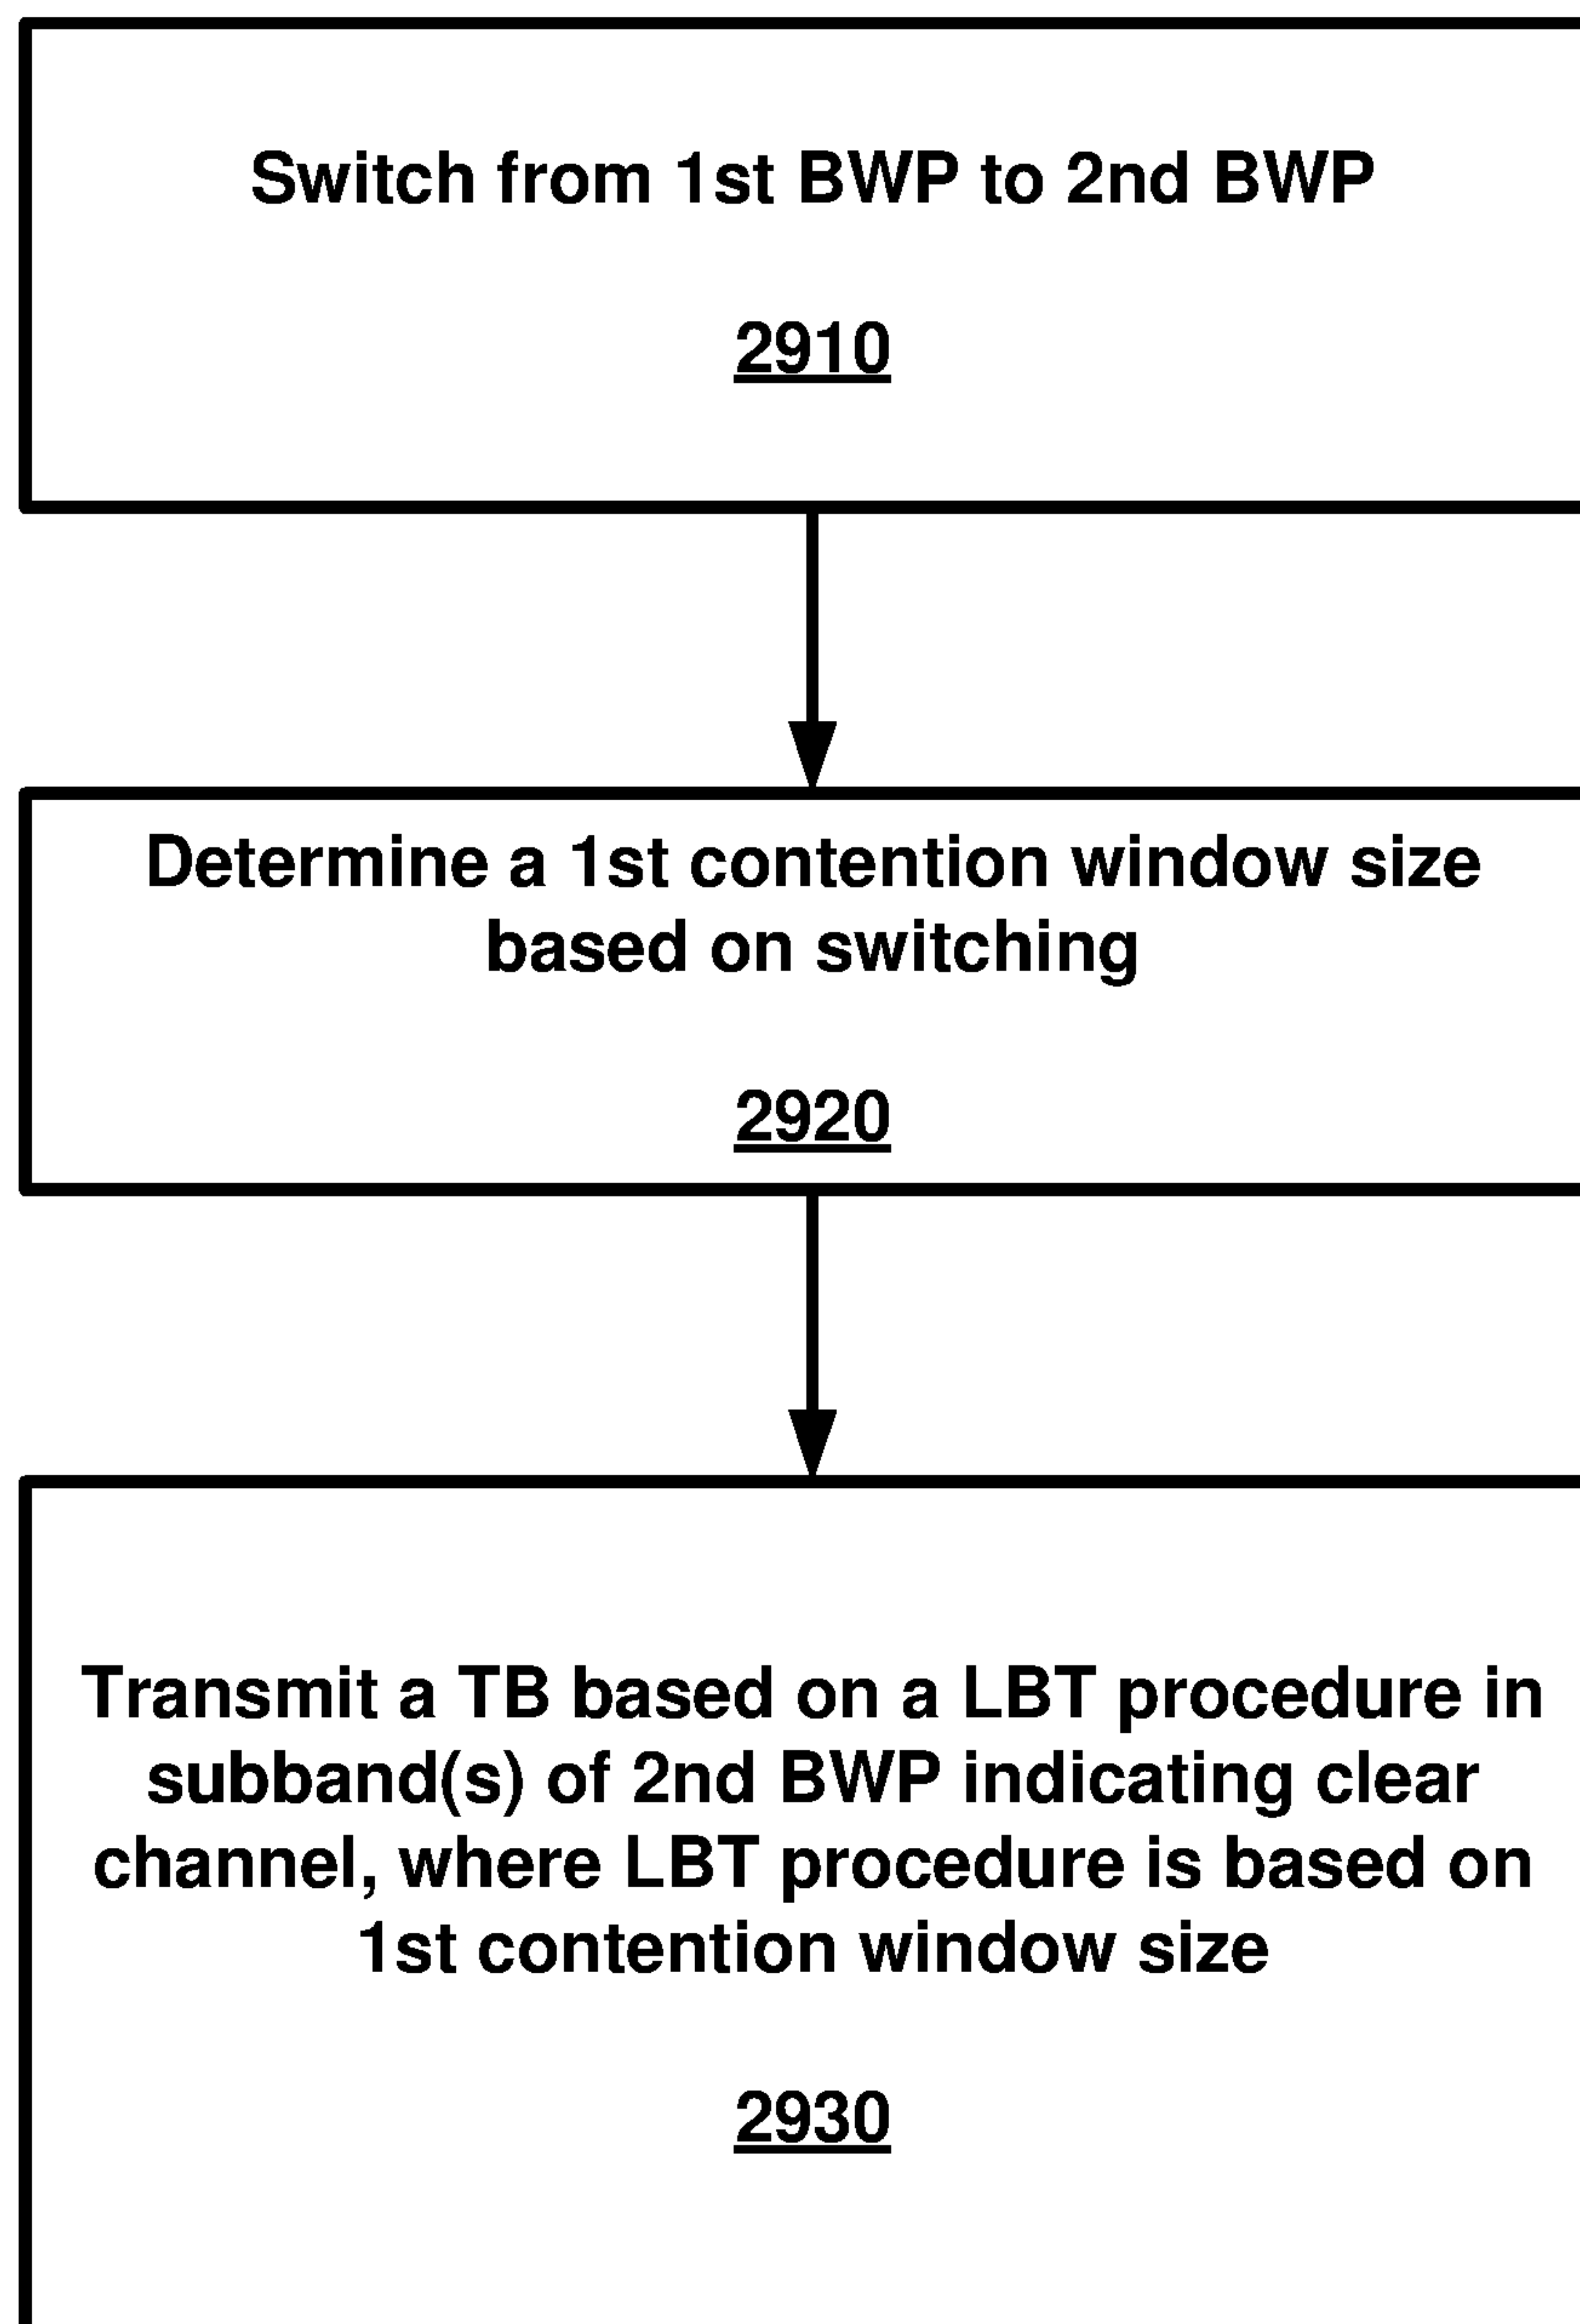 Switch from 1st BWP to 2nd BWP
2910
Determine a 1st contention window size
based on switching
2920
Transmit a TB based on a LBT procedure in
subband(s) of 2nd BWP indicating clear
channel, where LBT procedure is based on
1st contention window size
2930